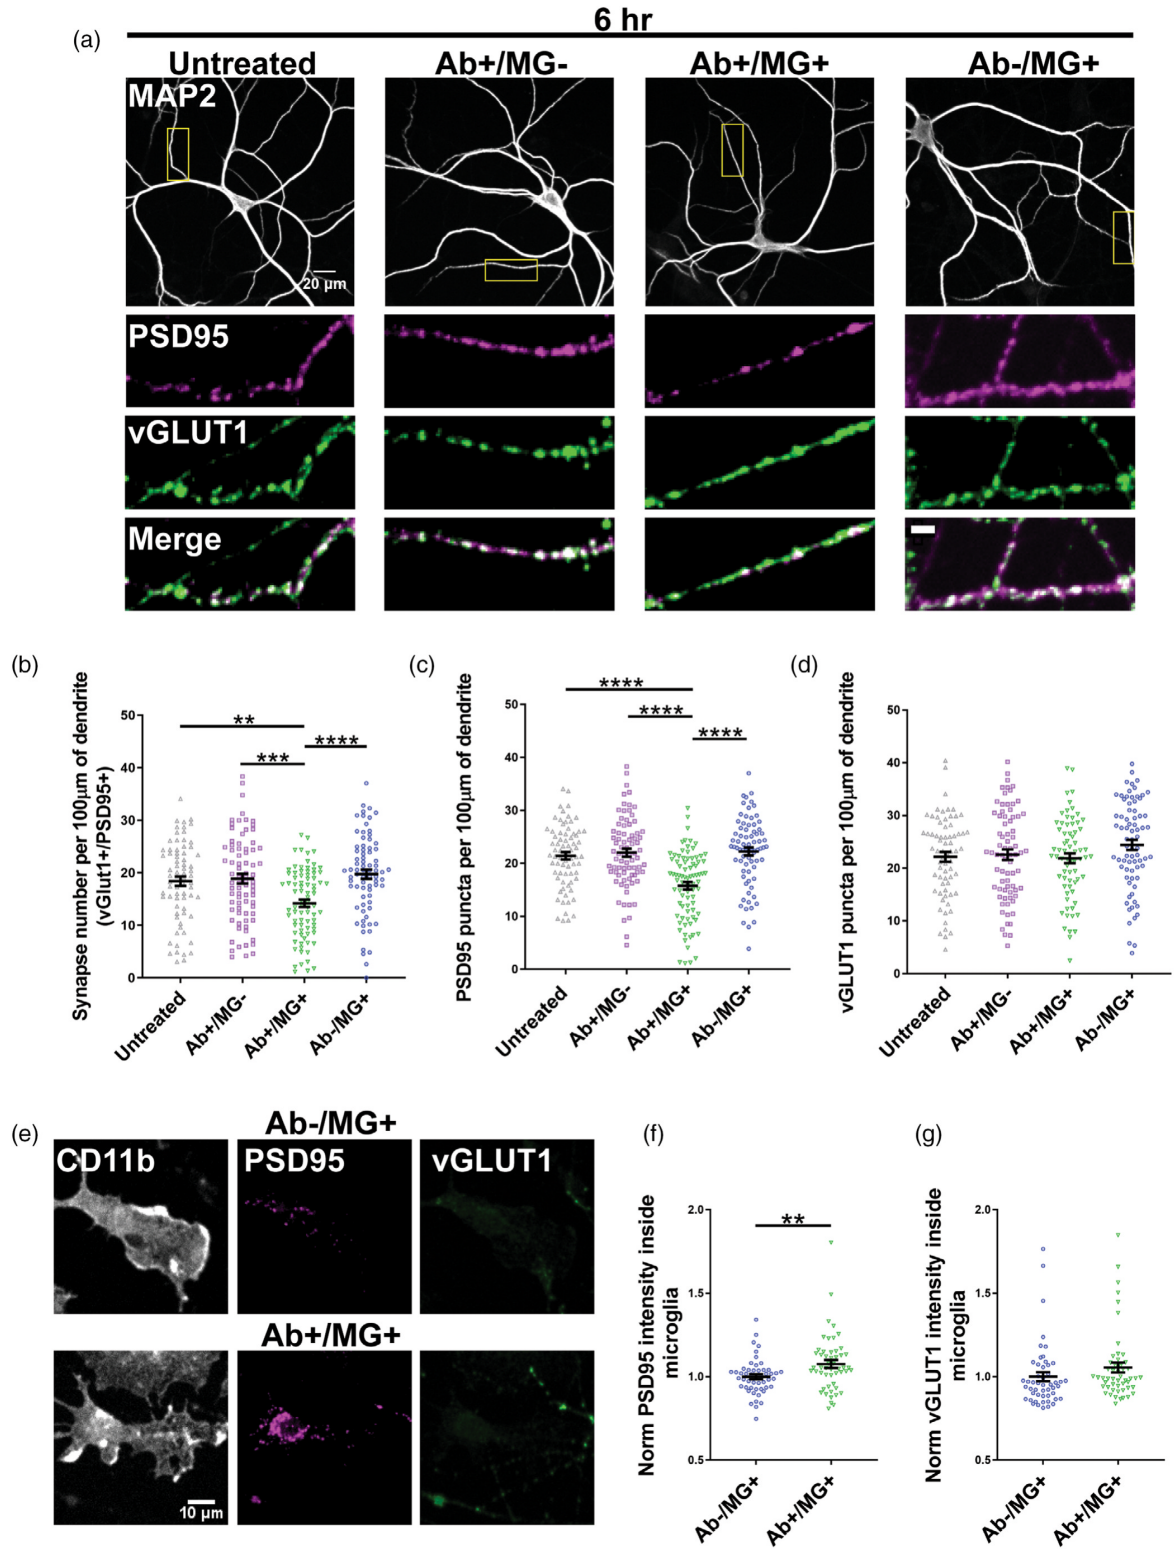 6 hr
(a)
Untreated
Ab+/MG-
Ab+/MG+
Ab-/MG+
MAP2
20 μm
PSD95
vGLUT1
Merge
(b)
(c)
(d)
Synapse number per 100μm of dendrite
(vGlut1+/PSD95+)
50
40
30
20
10
0
**
***
****
Untreated
Ab+/MG-
Ab+/MG+
Ab-/MG+
PSD95 puncta per 100μm of dendrite
50
40
30
20
10
0
****
****
****
Untreated
Ab+/MG-
Ab+/MG+
Ab-/MG+
vGLUT1 puncta per 100μm of dendrite
50
40
30
20
10
0
Untreated
Ab+/MG-
Ab+/MG+
Ab-/MG+
(e)
Ab-/MG+
CD11b
PSD95
vGLUT1
Ab+/MG+
10 μm
(f)
Norm PSD95 intensity inside
microglia
2.0
1.5
1.0
0.5
**
Ab-/MG+
Ab+/MG+
(g)
Norm vGLUT1 intensity inside
microglia
2.0
1.5
1.0
0.5
Ab-/MG+
Ab+/MG+